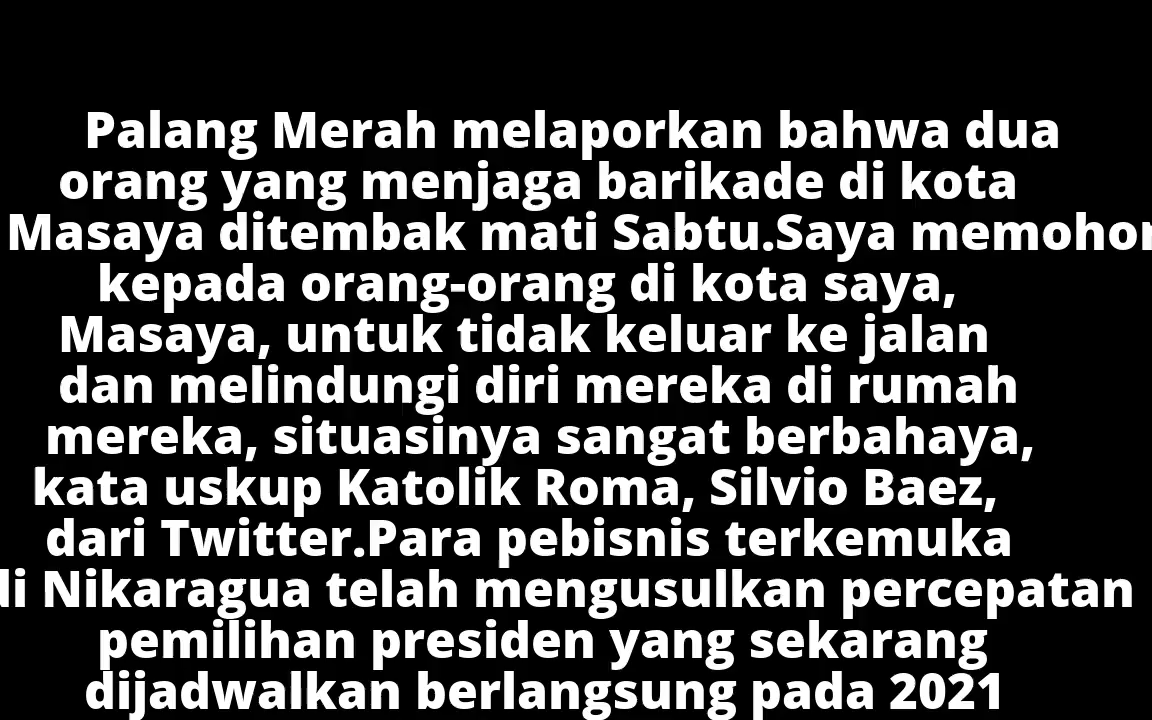 Palang Merah melaporkan bahwa dua
orang yang menjaga barikade di kota
Masaya ditembak mati Sabtu.Saya memohon
kepada orang-orang di kota saya,
Masaya, untuk tidak keluar ke jalan
dan melindungi diri mereka di rumah
mereka, situasinya sangat berbahaya,
kata uskup Katolik Roma, Silvio Baez,
dari Twitter.Para pebisnis terkemuka
di Nikaragua telah mengusulkan percepatan
pemilihan presiden yang sekarang
dijadwalkan berlangsung pada 2021